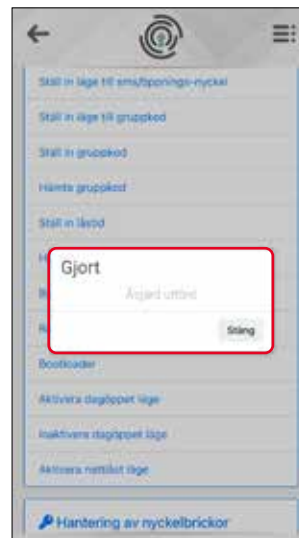 Ställ in läge till sms/öppnings-nyckel
Ställ in läge till gruppkod
Ställ in gruppkod
Hämta gruppkod
Ställ in låstid
Gjort
Åtgärd utförd
Stäng
Bootloader
Aktivera dagöppet läge
Inaktivera dagöppet läge
Aktivera nattlåst läge
Hantering av nyckelbrickor